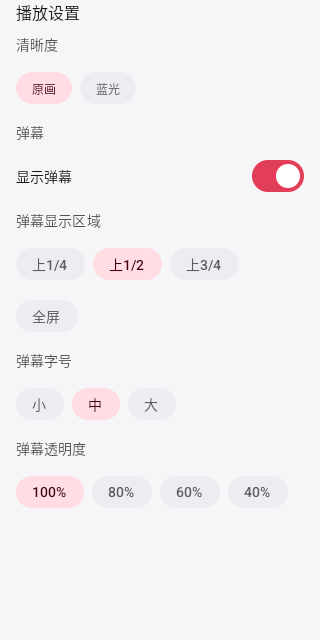 播放设置
清晰度
原画 蓝光
弹幕
显示弹幕
弹幕显示区域
上1/4 上1/2 上3/4
全屏
弹幕字号
小 中 大
弹幕透明度
100% 80% 60% 40%